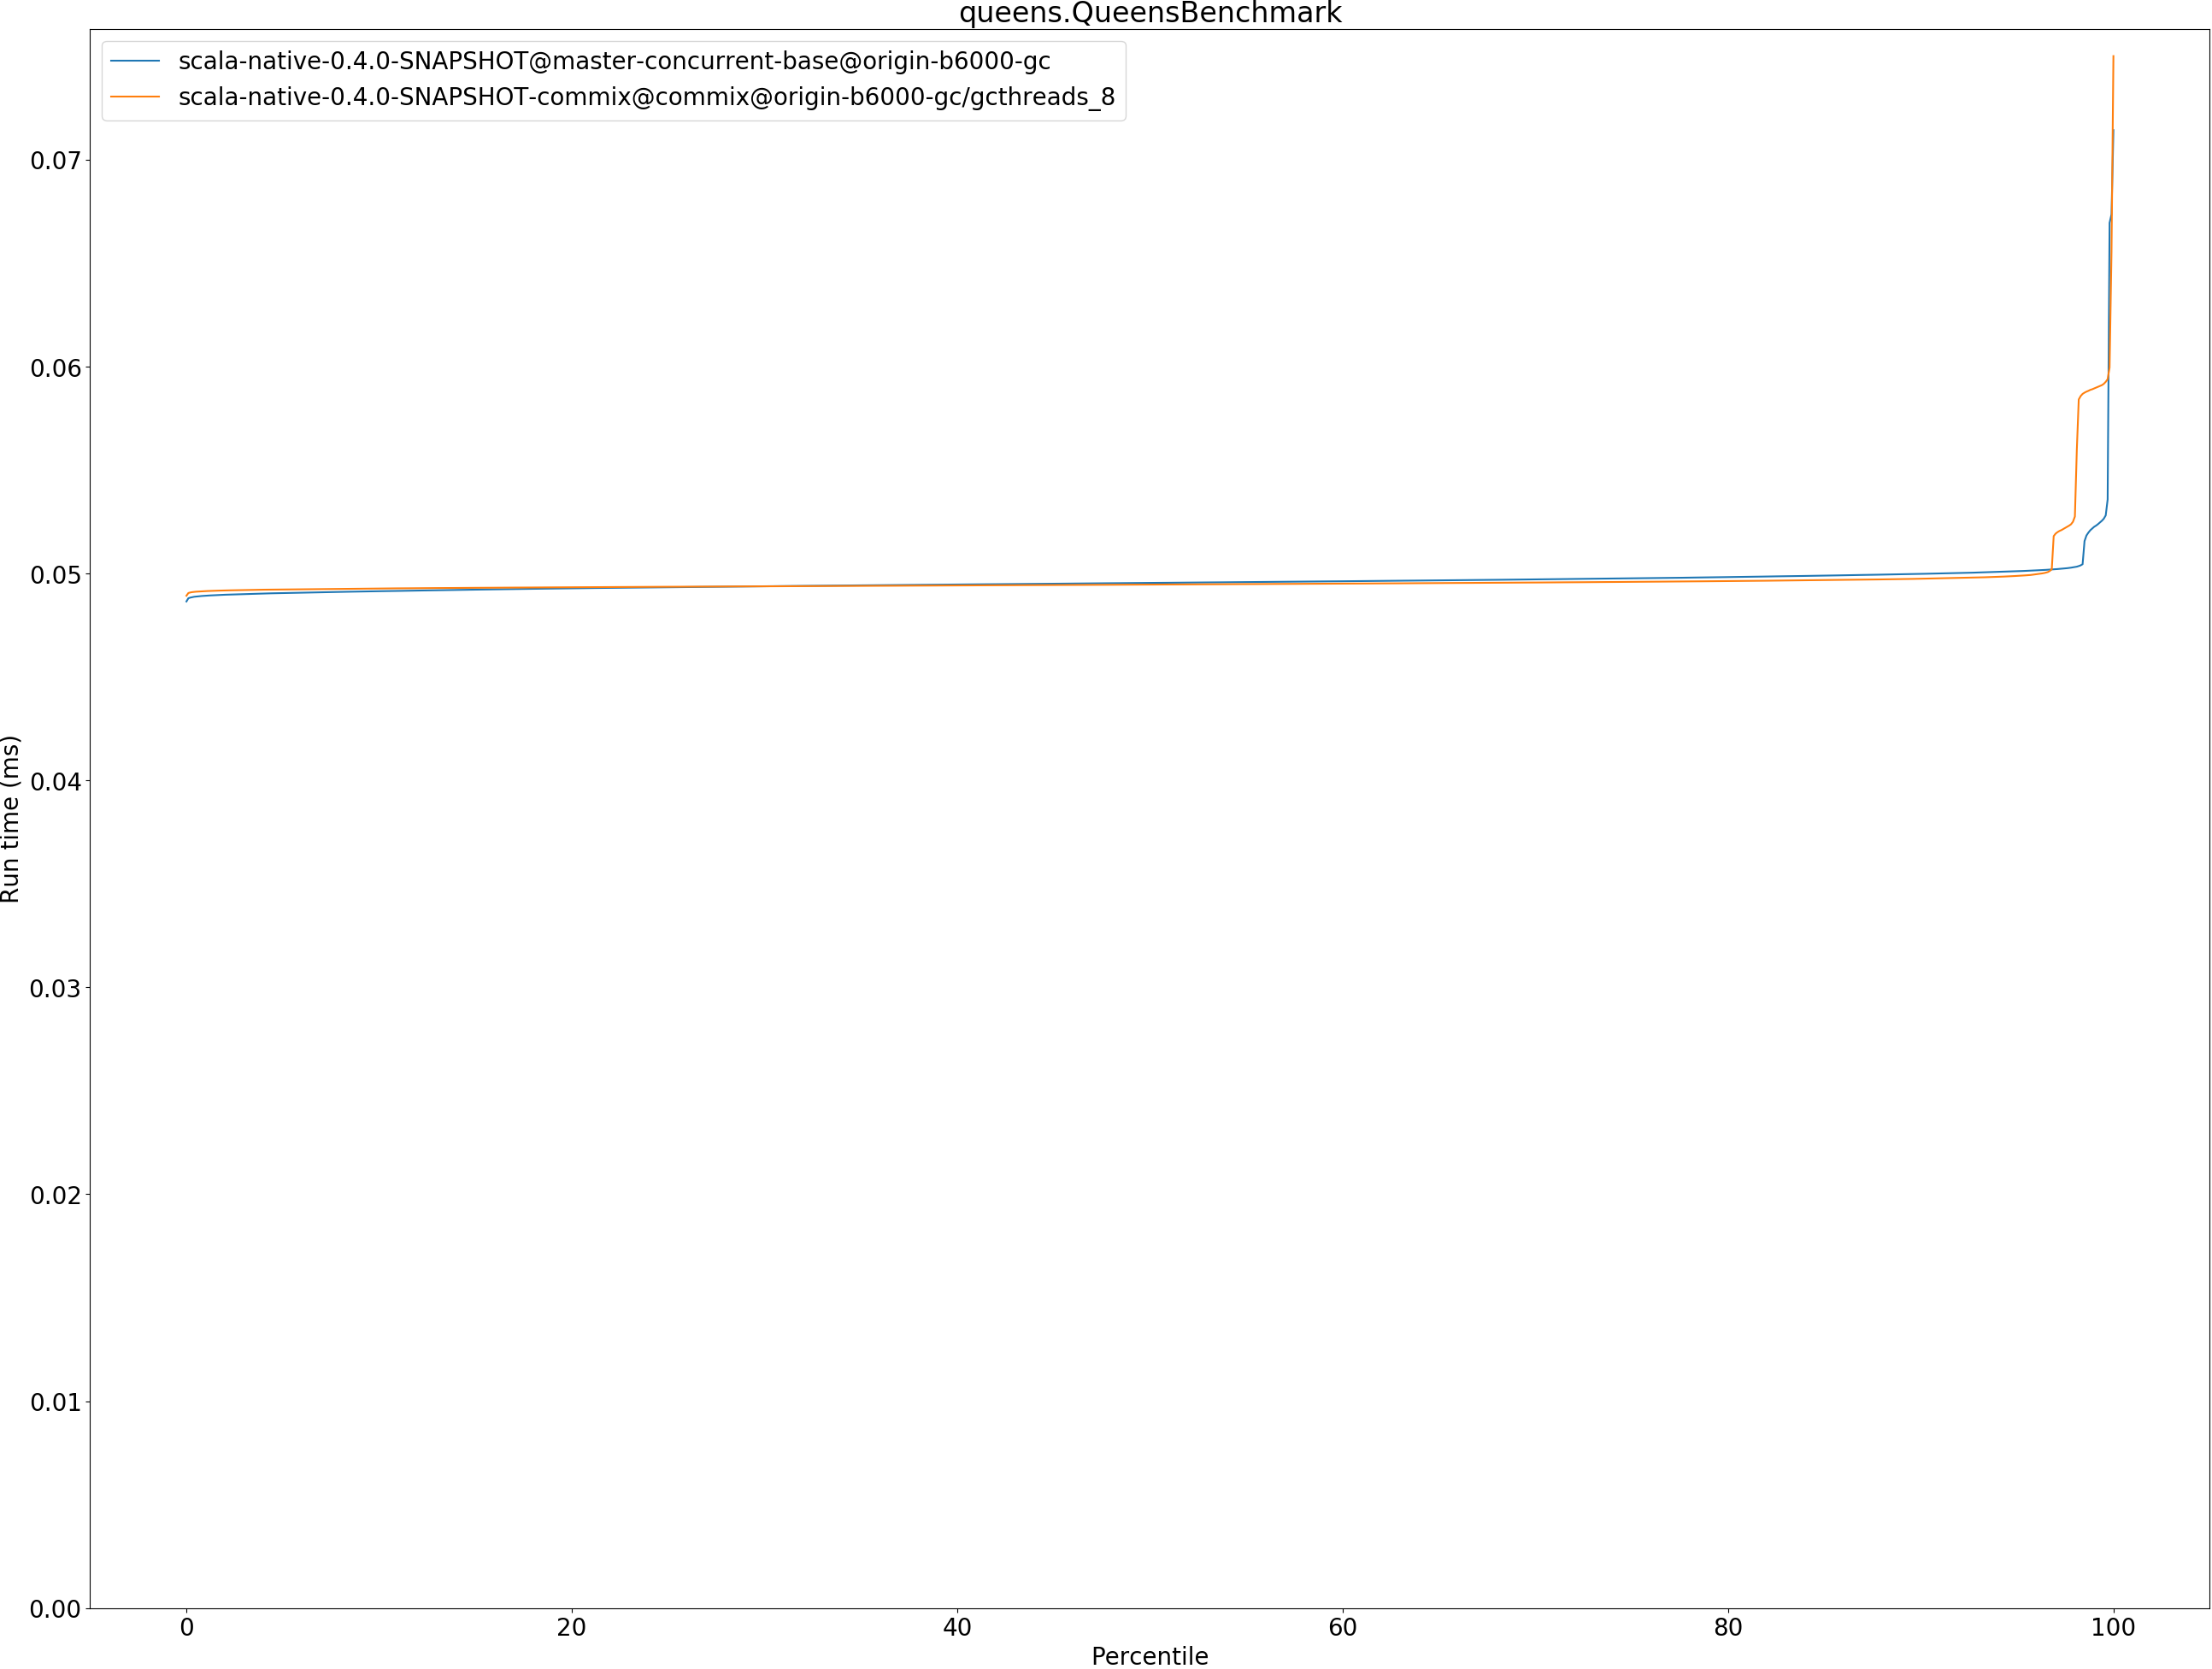 queens.QueensBenchmark
scala-native-0.4.0-SNAPSHOT@master-concurrent-base@origin-b6000-gc
scala-native-0.4.0-SNAPSHOT-commix@commix@origin-b6000-gc/gcthreads_8
0.07
0.06
0.05
0.04
0.03
0.02
0.01
0.00
Run time (ms)
0 20 40 60 80 100
Percentile